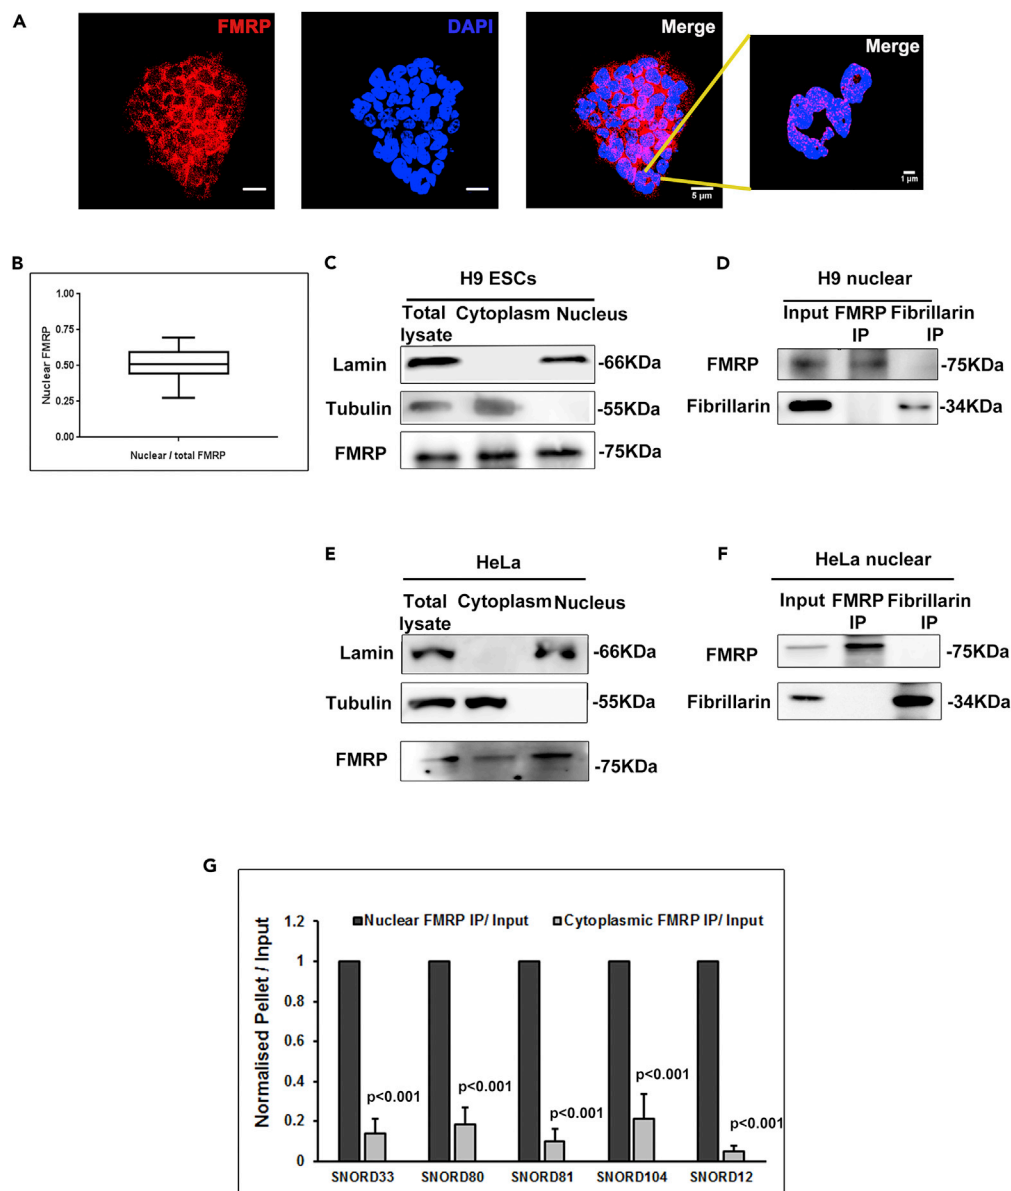 A
FMRP
DAPI
Merge
Merge
5 µm
1 µm
B
1.00
0.75
0.50
0.25
0.00
Nuclear FMRP
Nuclear / total FMRP
C
H9 ESCs
Total lysate
Cytoplasm
Nucleus
Lamin
-66KDa
Tubulin
-55KDa
FMRP
-75KDa
D
H9 nuclear
Input
FMRP IP
Fibrillarin IP
FMRP
-75KDa
Fibrillarin
-34KDa
E
HeLa
Total lysate
Cytoplasm
Nucleus
Lamin
-66KDa
Tubulin
-55KDa
FMRP
-75KDa
F
HeLa nuclear
Input
FMRP IP
Fibrillarin IP
FMRP
-75KDa
Fibrillarin
-34KDa
G
Normalised Pellet / Input
1.2
1
0.8
0.6
0.4
0.2
0
Nuclear FMRP IP/ Input
Cytoplasmic FMRP IP/ Input
p<0.001
p<0.001
p<0.001
p<0.001
p<0.001
SNORD33
SNORD80
SNORD81
SNORD104
SNORD12